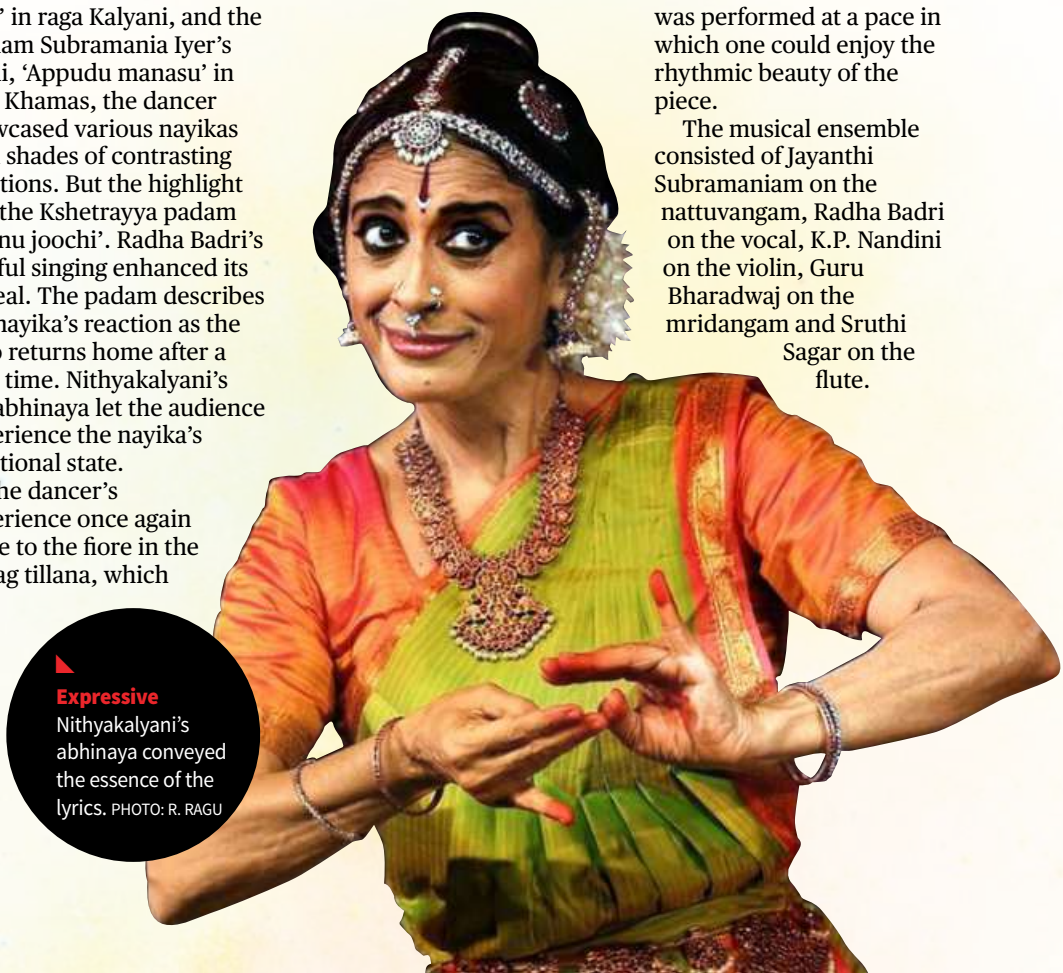 ’ in raga Kalyani, and the
am Subramania Iyer’s
i, ‘Appudu manasu’ in
Khamas, the dancer
wcased various nayikas
shades of contrasting
tions. But the highlight
the Kshetrayya padam
nu joochi’. Radha Badri’s
ful singing enhanced its
eal. The padam describes
nayika’s reaction as the
o returns home after a
time. Nithyakalyani’s
abhinaya let the audience
erience the nayika’s
tional state.
he dancer’s
erience once again
e to the fiore in the
ag tillana, which
was performed at a pace in
which one could enjoy the
rhythmic beauty of the
piece.
The musical ensemble
consisted of Jayanthi
Subramaniam on the
nattuvangam, Radha Badri
on the vocal, K.P. Nandini
on the violin, Guru
Bharadwaj on the
mridangam and Sruthi
Sagar on the
flute.
Expressive
Nithyakalyani’s
abhinaya conveyed
the essence of the
lyrics. PHOTO: R. RAGU